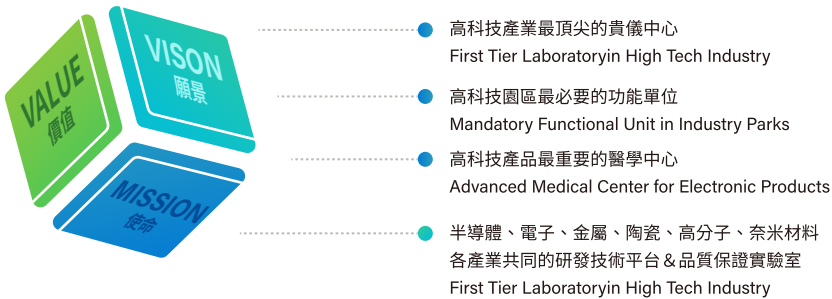 VISON
願景
VALUE
價值
MISSION
使命
高科技產業最頂尖的貴儀中心
First Tier Laboratoryin High Tech Industry
高科技園區最必要的功能單位
Mandatory Functional Unit in Industry Parks
高科技產品最重要的醫學中心
Advanced Medical Center for Electronic Products
半導體、電子、金屬、陶瓷、高分子、奈米材料
各產業共同的研發技術平台＆品質保證實驗室
First Tier Laboratoryin High Tech Industry